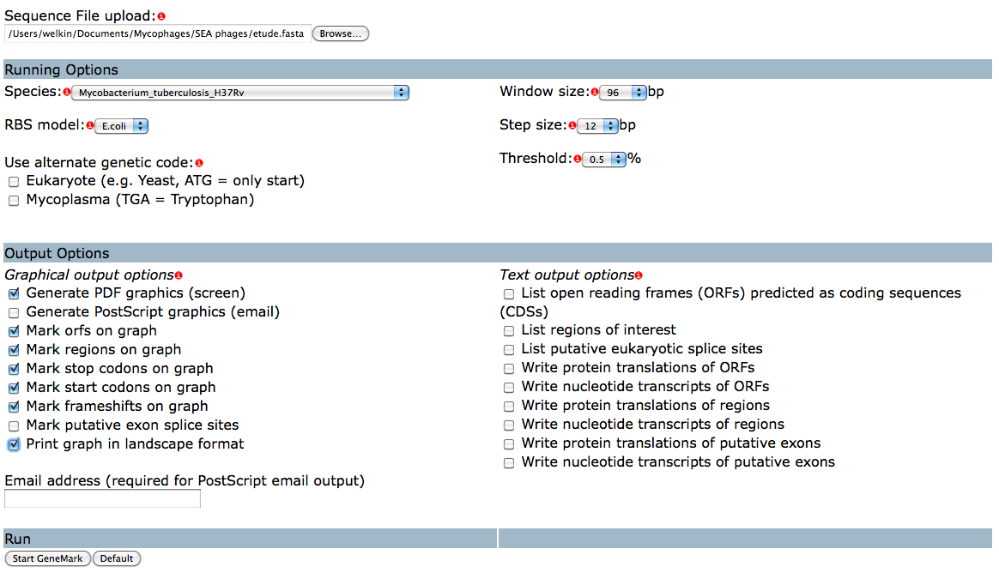 Sequence File upload:
/Users/welkin/Documents/Mycophages/SEA phages/etude.fasta Browse...
Running Options
Species: Mycobacterium_tuberculosis_H37Rv
Window size: 96 bp
RBS model: E.coli
Step size: 12 bp
Threshold: 0.5 %
Use alternate genetic code:
Eukaryote (e.g. Yeast, ATG = only start)
Mycoplasma (TGA = Tryptophan)
Output Options
Graphical output options
Generate PDF graphics (screen)
Generate PostScript graphics (email)
Mark orfs on graph
Mark regions on graph
Mark stop codons on graph
Mark start codons on graph
Mark frameshifts on graph
Mark putative exon splice sites
Print graph in landscape format
Text output options
List open reading frames (ORFs) predicted as coding sequences
(CDSs)
List regions of interest
List putative eukaryotic splice sites
Write protein translations of ORFs
Write nucleotide transcripts of ORFs
Write protein translations of regions
Write nucleotide transcripts of regions
Write protein translations of putative exons
Write nucleotide transcripts of putative exons
Email address (required for PostScript email output)
Run
Start GeneMark Default